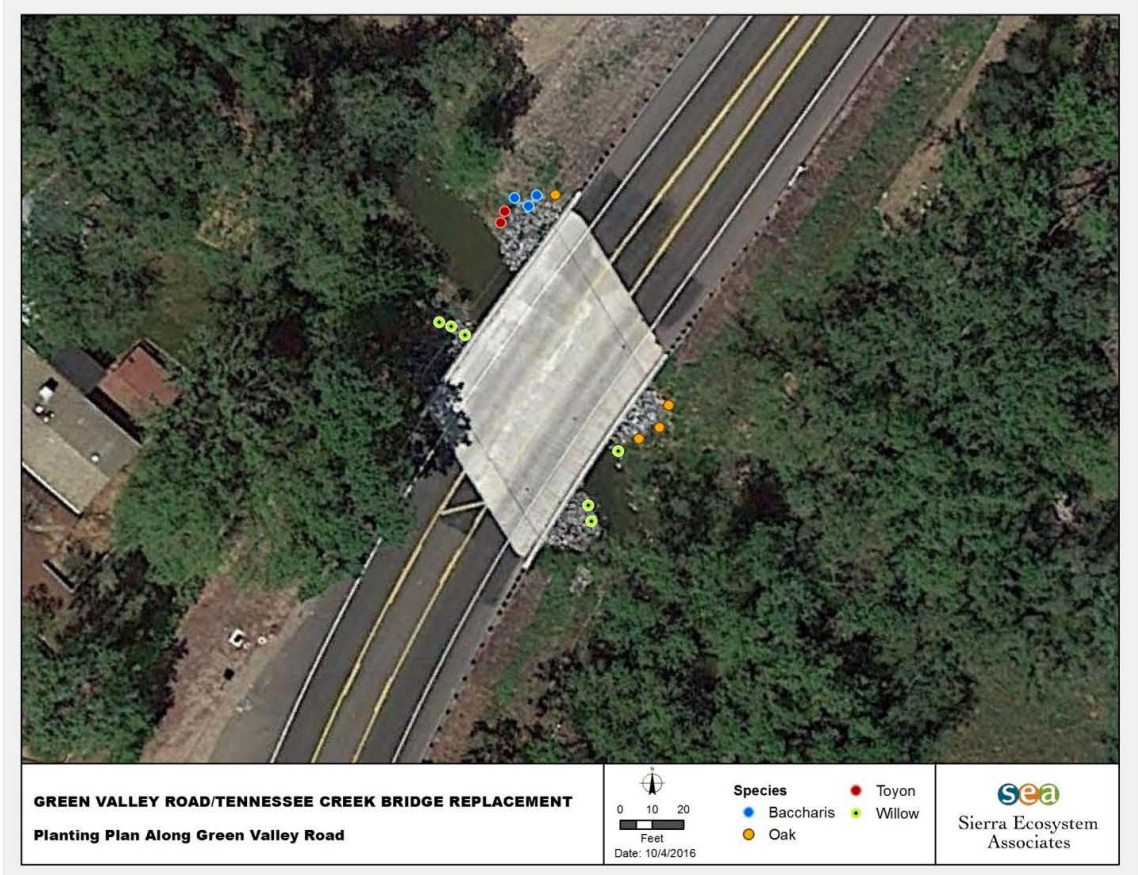 GREEN VALLEY ROAD/TENNESSEE CREEK BRIDGE REPLACEMENT
Planting Plan Along Green Valley Road
N
0 10 20
Feet
Date: 10/4/2016
Species
Baccharis
Oak
Toyon
Willow
sea
Sierra Ecosystem
Associates